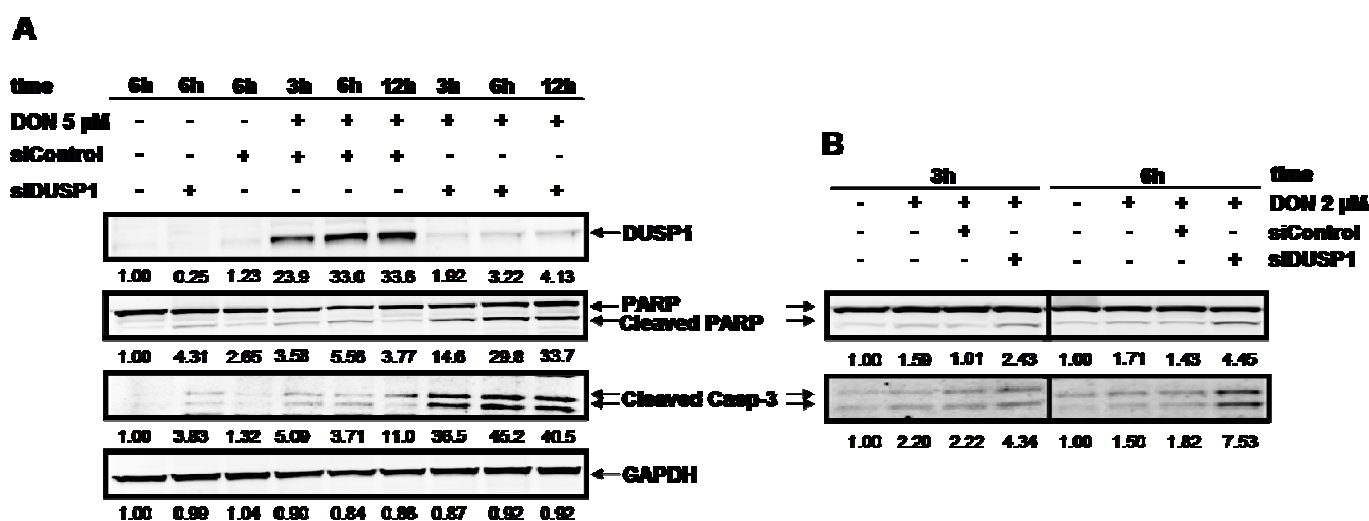 A
time 6h 6h 6h 3h 6h 12h 3h 6h 12h
DON 5 µM - - - + + + + + +
siControl - - + + + + - - -
siDUSP1 - + - - - - + + +
DUSP1
1.00 0.25 1.23 23.9 33.0 33.6 1.92 3.22 4.13
PARP
Cleaved PARP
1.00 4.31 2.65 3.58 5.56 3.77 14.6 29.8 33.7
Cleaved Casp-3
1.00 3.83 1.32 5.09 3.71 11.0 36.5 45.2 40.5
GAPDH
1.00 0.99 1.04 0.90 0.84 0.86 0.87 0.92 0.92
B
3h 6h time
- + + + - + + + DON 2 µM
- - + - - - + - siControl
- - - + - - - + siDUSP1
1.00 1.59 1.01 2.43 1.00 1.71 1.43 4.45
1.00 2.20 2.22 4.34 1.00 1.50 1.82 7.53